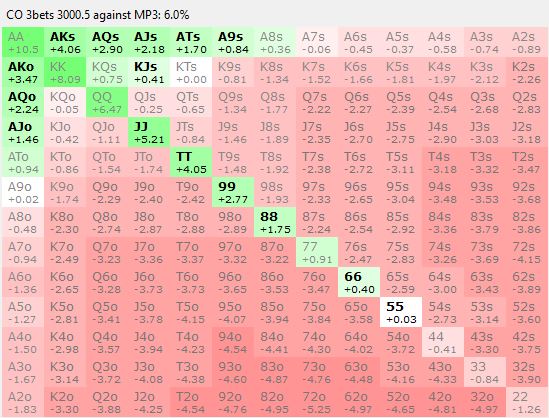 CO 3bets 3000.5 against MP3: 6.0%
AA AKs AQs AJs ATs A9s A8s A7s A6s A5s A4s A3s A2s
+10.5 +4.06 +2.90 +2.18 +1.70 +0.84 +0.36 -0.06 -0.45 -0.37 -0.58 -0.74 -0.89
AKo KK KQs KJs KTs K9s K8s K7s K6s K5s K4s K3s K2s
+3.47 +8.09 +0.75 +0.41 +0.00 -0.81 -1.34 -1.52 -1.66 -1.81 -1.97 -2.12 -2.26
AQo KQo QQ QJs QTs Q9s Q8s Q7s Q6s Q5s Q4s Q3s Q2s
+2.24 -0.05 +6.47 -0.25 -0.65 -1.34 -1.77 -2.22 -2.27 -2.39 -2.54 -2.68 -2.83
AJo KJo QJo JJ JTs J9s J8s J7s J6s J5s J4s J3s J2s
+1.46 -0.42 -1.11 +5.21 -0.84 -1.46 -1.89 -2.35 -2.70 -2.75 -2.90 -3.03 -3.18
ATo KTo QTo JTo TT T9s T8s T7s T6s T5s T4s T3s T2s
+0.94 -0.86 -1.54 -1.74 +4.05 -1.48 -1.92 -2.38 -2.72 -3.11 -3.18 -3.32 -3.47
A9o K9o Q9o J9o T9o 99 98s 97s 96s 95s 94s 93s 92s
+0.02 -1.74 -2.29 -2.40 -2.42 +2.77 -1.93 -2.33 -2.65 -3.04 -3.48 -3.53 -3.68
A8o K8o Q8o J8o T8o 98o 88 87s 86s 85s 84s 83s 82s
-0.48 -2.30 -2.74 -2.87 -2.88 -2.89 +1.75 -2.24 -2.54 -2.92 -3.36 -3.79 -3.86
A7o K7o Q7o J7o T7o 97o 87o 77 76s 75s 74s 73s 72s
-0.94 -2.49 -3.23 -3.36 -3.37 -3.32 -3.22 +0.91 -2.47 -2.83 -3.26 -3.69 -4.15
A6o K6o Q6o J6o T6o 96o 86o 76o 66 65s 64s 63s 62s
-1.36 -2.65 -3.28 -3.73 -3.73 -3.65 -3.53 -3.47 +0.40 -2.59 -3.00 -3.43 -3.89
A5o K5o Q5o J5o T5o 95o 85o 75o 65o 55 54s 53s 52s
-1.27 -2.81 -3.41 -3.78 -4.15 -4.07 -3.94 -3.84 -3.58 +0.03 -2.73 -3.14 -3.60
A4o K4o Q4o J4o T4o 94o 84o 74o 64o 54o 44 43s 42s
-1.50 -2.98 -3.57 -3.94 -4.23 -4.54 -4.41 -4.30 -4.02 -3.72 -0.41 -3.30 -3.75
A3o K3o Q3o J3o T3o 93o 83o 73o 63o 53o 43o 33 32s
-1.67 -3.14 -3.72 -4.08 -4.38 -4.60 -4.87 -4.76 -4.48 -4.16 -4.33 -0.84 -3.90
A2o K2o Q2o J2o T2o 92o 82o 72o 62o 52o 42o 32o 22
-1.83 -3.30 -3.88 -4.25 -4.54 -4.76 -4.95 -5.25 -4.97 -4.65 -4.81 -4.97 -1.26